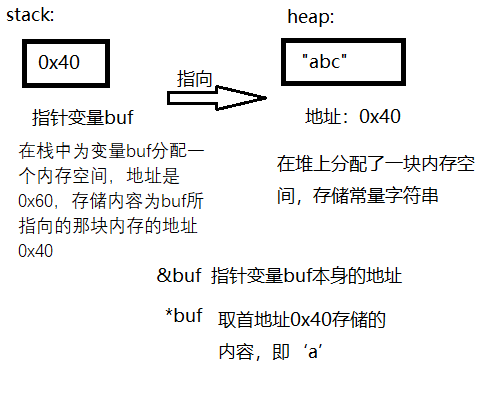 stack:
heap:
0x40
"abc"
指向
指针变量buf
地址：0x40
在栈中为变量buf分配一
个内存空间，地址是
0x60，存储内容为buf所
指向的那块内存的地址
0x40
在堆上分配了一块内存空
间，存储常量字符串
&buf 指针变量buf本身的地址
*buf 取首地址0x40存储的
内容，即‘a’